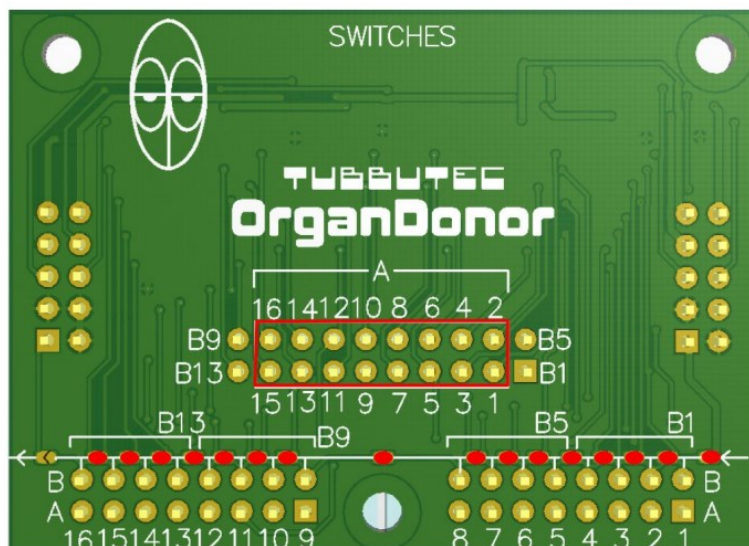 SWITCHES
TUBBUTEC
OrganDonor
A
16 14 12 10 8 6 4 2
B9 B5
B13 B1
15 13 11 9 7 5 3 1
B13 B9 B5 B1
B B
A A
16 15 14 13 12 11 10 9 8 7 6 5 4 3 2 1